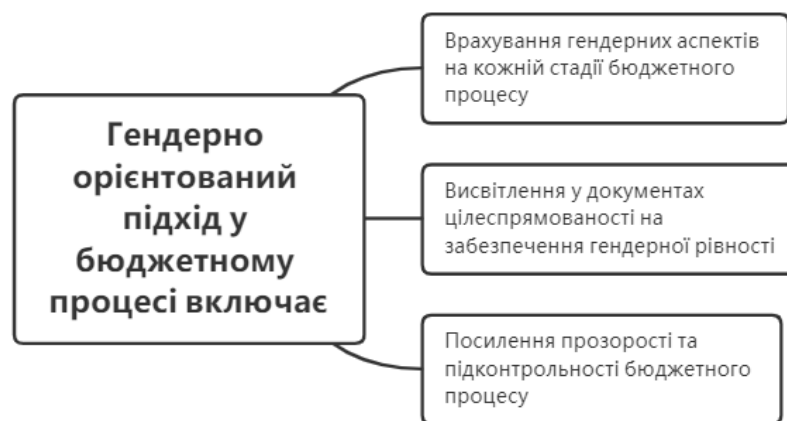 Гендерно
орієнтований
підхід у
бюджетному
процесі включає
Врахування гендерних аспектів
на кожній стадії бюджетного
процесу
Висвітлення у документах
цілеспрямованості на
забезпечення гендерної рівності
Посилення прозорості та
підконтрольності бюджетного
процесу